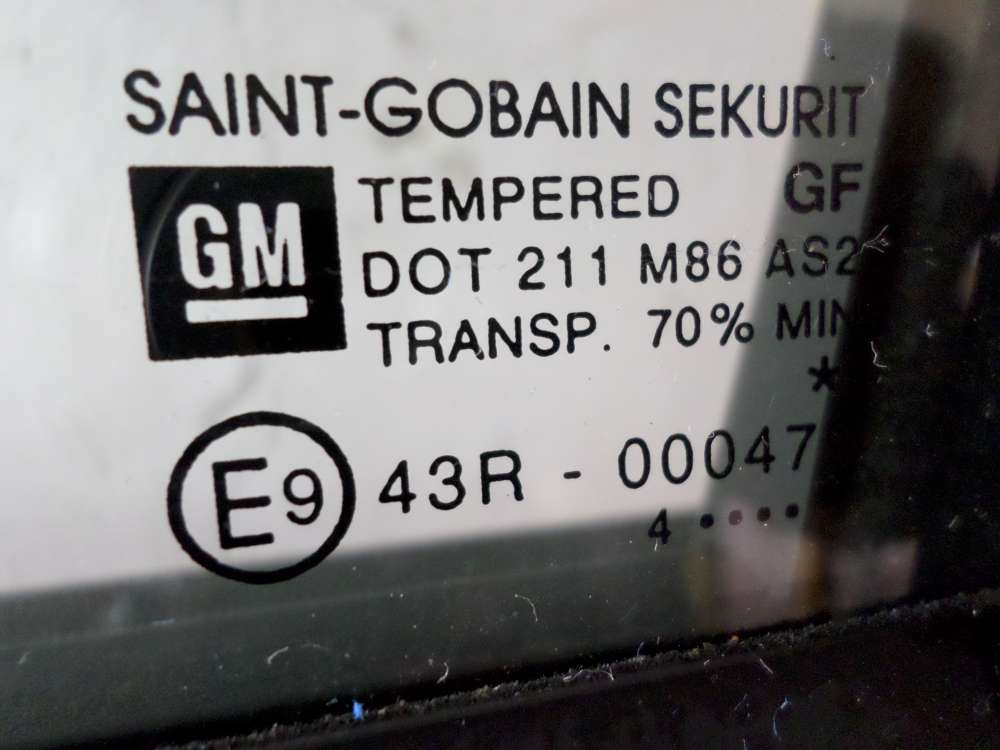 SAINT-GOBAIN SEKURIT
GM
TEMPERED GF
DOT 211 M86 AS2
TRANSP. 70% MIN
*
E9 43R - 00047
4 ••••